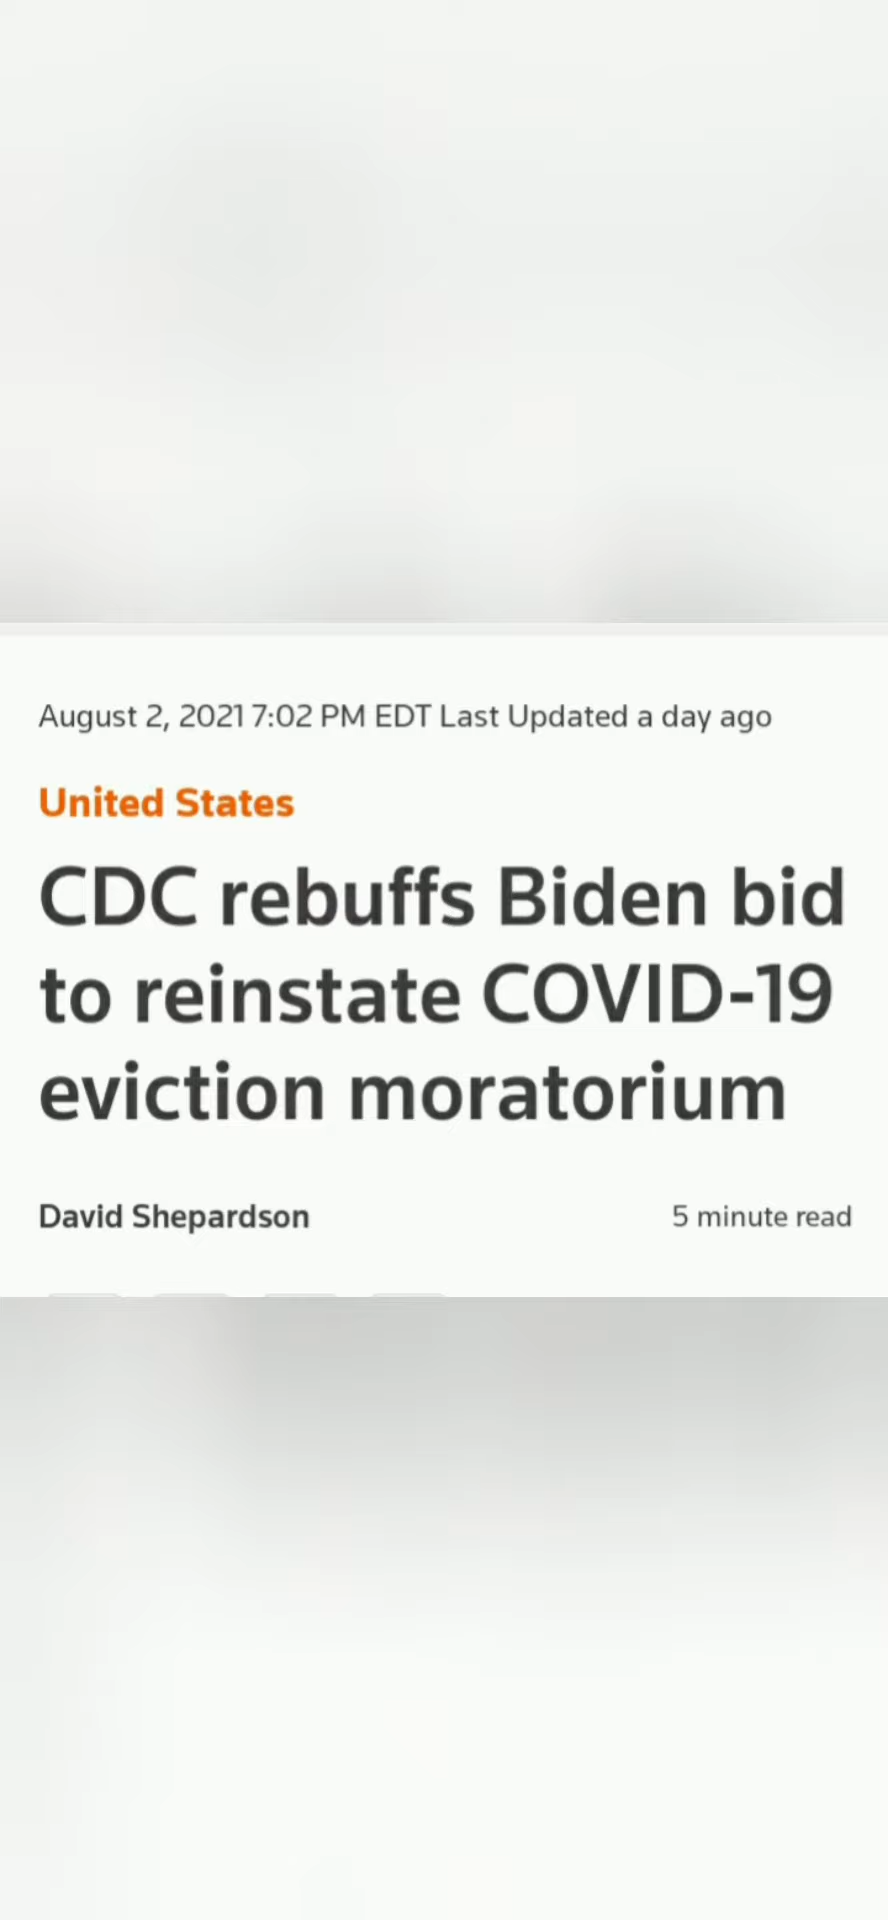 August 2, 2021 7:02 PM EDT Last Updated a day ago
United States
CDC rebuffs Biden bid
to reinstate COVID-19
eviction moratorium
David Shepardson
5 minute read